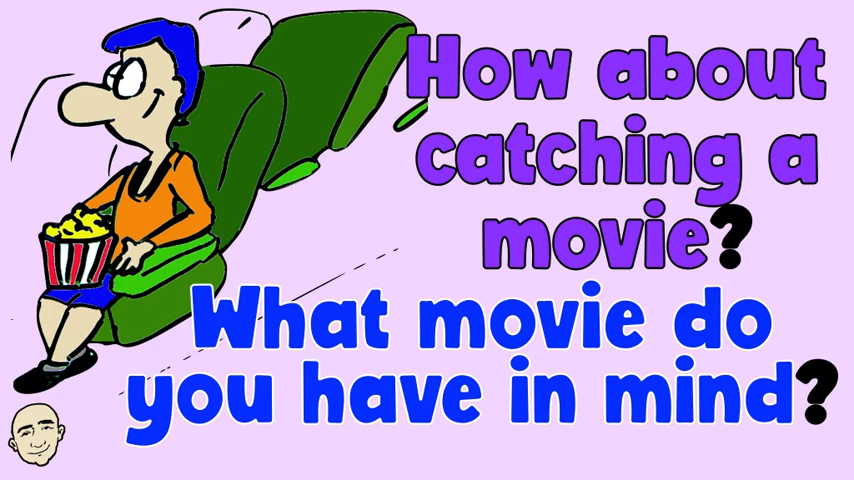 How about
catching a
movie?
What movie do
you have in mind?